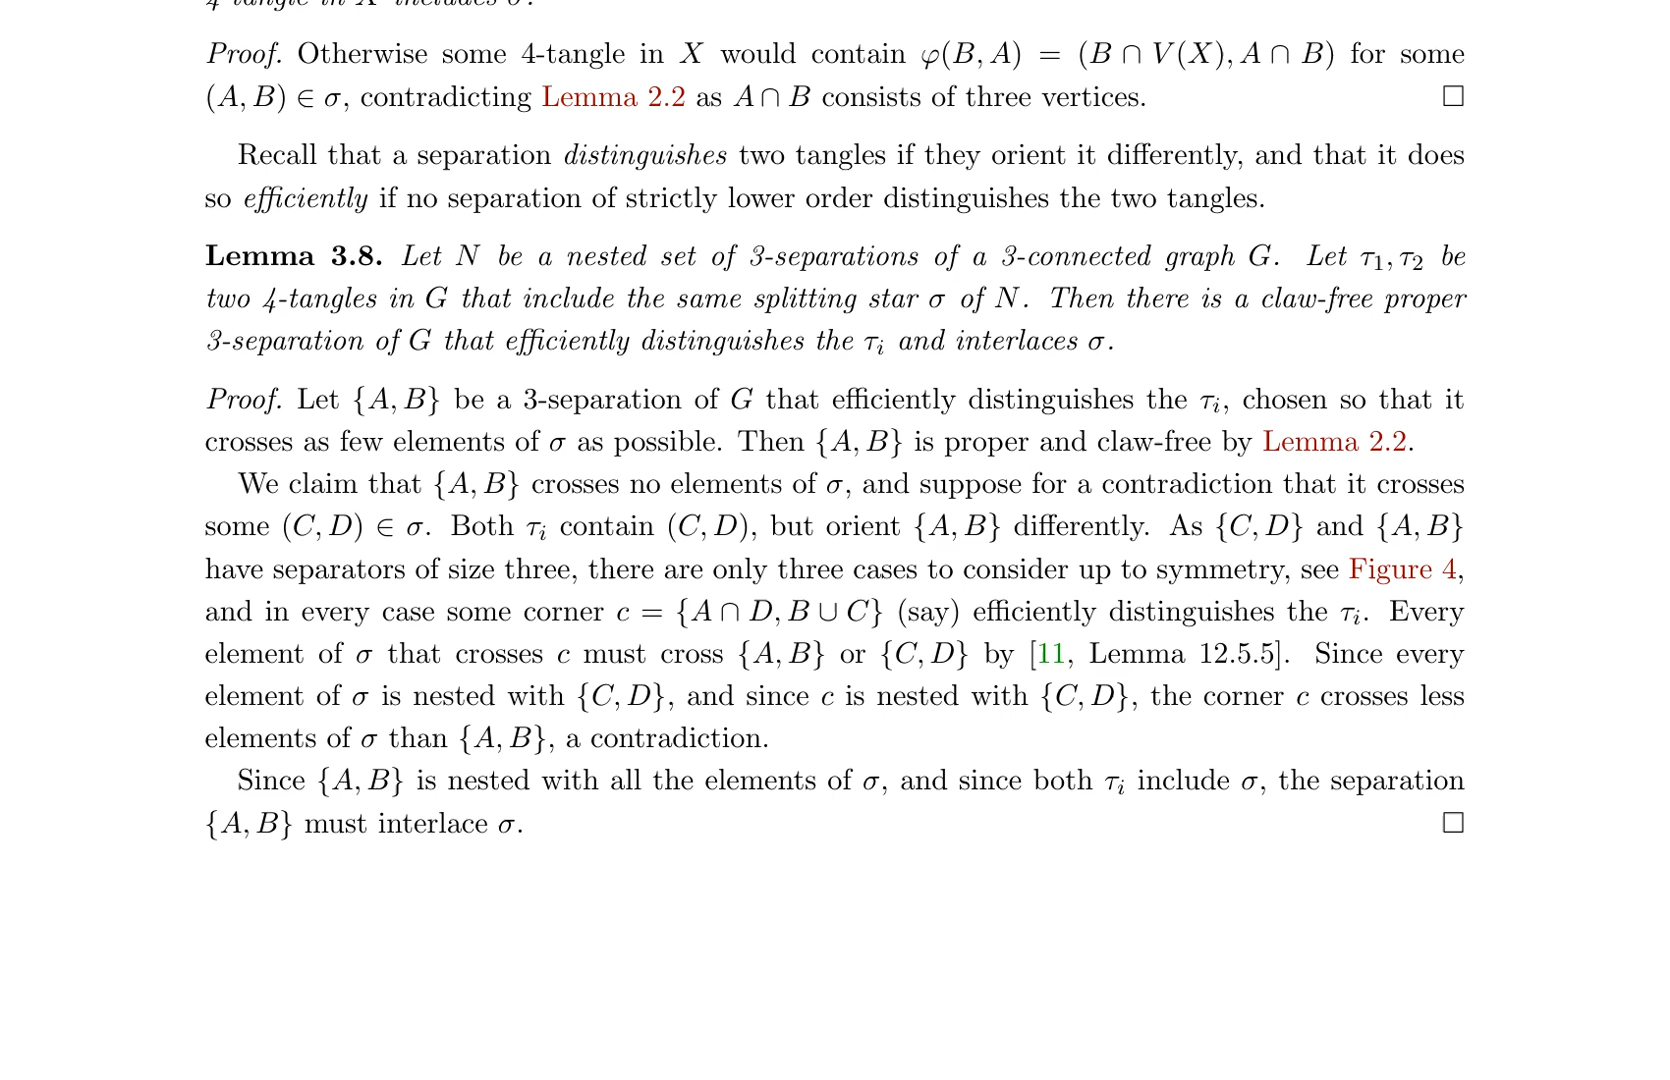 4-tangle in X includes σ.
Proof. Otherwise some 4-tangle in X would contain φ(B, A) = (B ∩ V(X), A ∩ B) for some
(A, B) ∈ σ, contradicting Lemma 2.2 as A ∩ B consists of three vertices. □
Recall that a separation distinguishes two tangles if they orient it differently, and that it does
so efficiently if no separation of strictly lower order distinguishes the two tangles.
Lemma 3.8. Let N be a nested set of 3-separations of a 3-connected graph G. Let τ₁, τ₂ be
two 4-tangles in G that include the same splitting star σ of N. Then there is a claw-free proper
3-separation of G that efficiently distinguishes the τᵢ and interlaces σ.
Proof. Let {A, B} be a 3-separation of G that efficiently distinguishes the τᵢ, chosen so that it
crosses as few elements of σ as possible. Then {A, B} is proper and claw-free by Lemma 2.2.
We claim that {A, B} crosses no elements of σ, and suppose for a contradiction that it crosses
some (C, D) ∈ σ. Both τᵢ contain (C, D), but orient {A, B} differently. As {C, D} and {A, B}
have separators of size three, there are only three cases to consider up to symmetry, see Figure 4,
and in every case some corner c = {A ∩ D, B ∪ C} (say) efficiently distinguishes the τᵢ. Every
element of σ that crosses c must cross {A, B} or {C, D} by [11, Lemma 12.5.5]. Since every
element of σ is nested with {C, D}, and since c is nested with {C, D}, the corner c crosses less
elements of σ than {A, B}, a contradiction.
Since {A, B} is nested with all the elements of σ, and since both τᵢ include σ, the separation
{A, B} must interlace σ. □